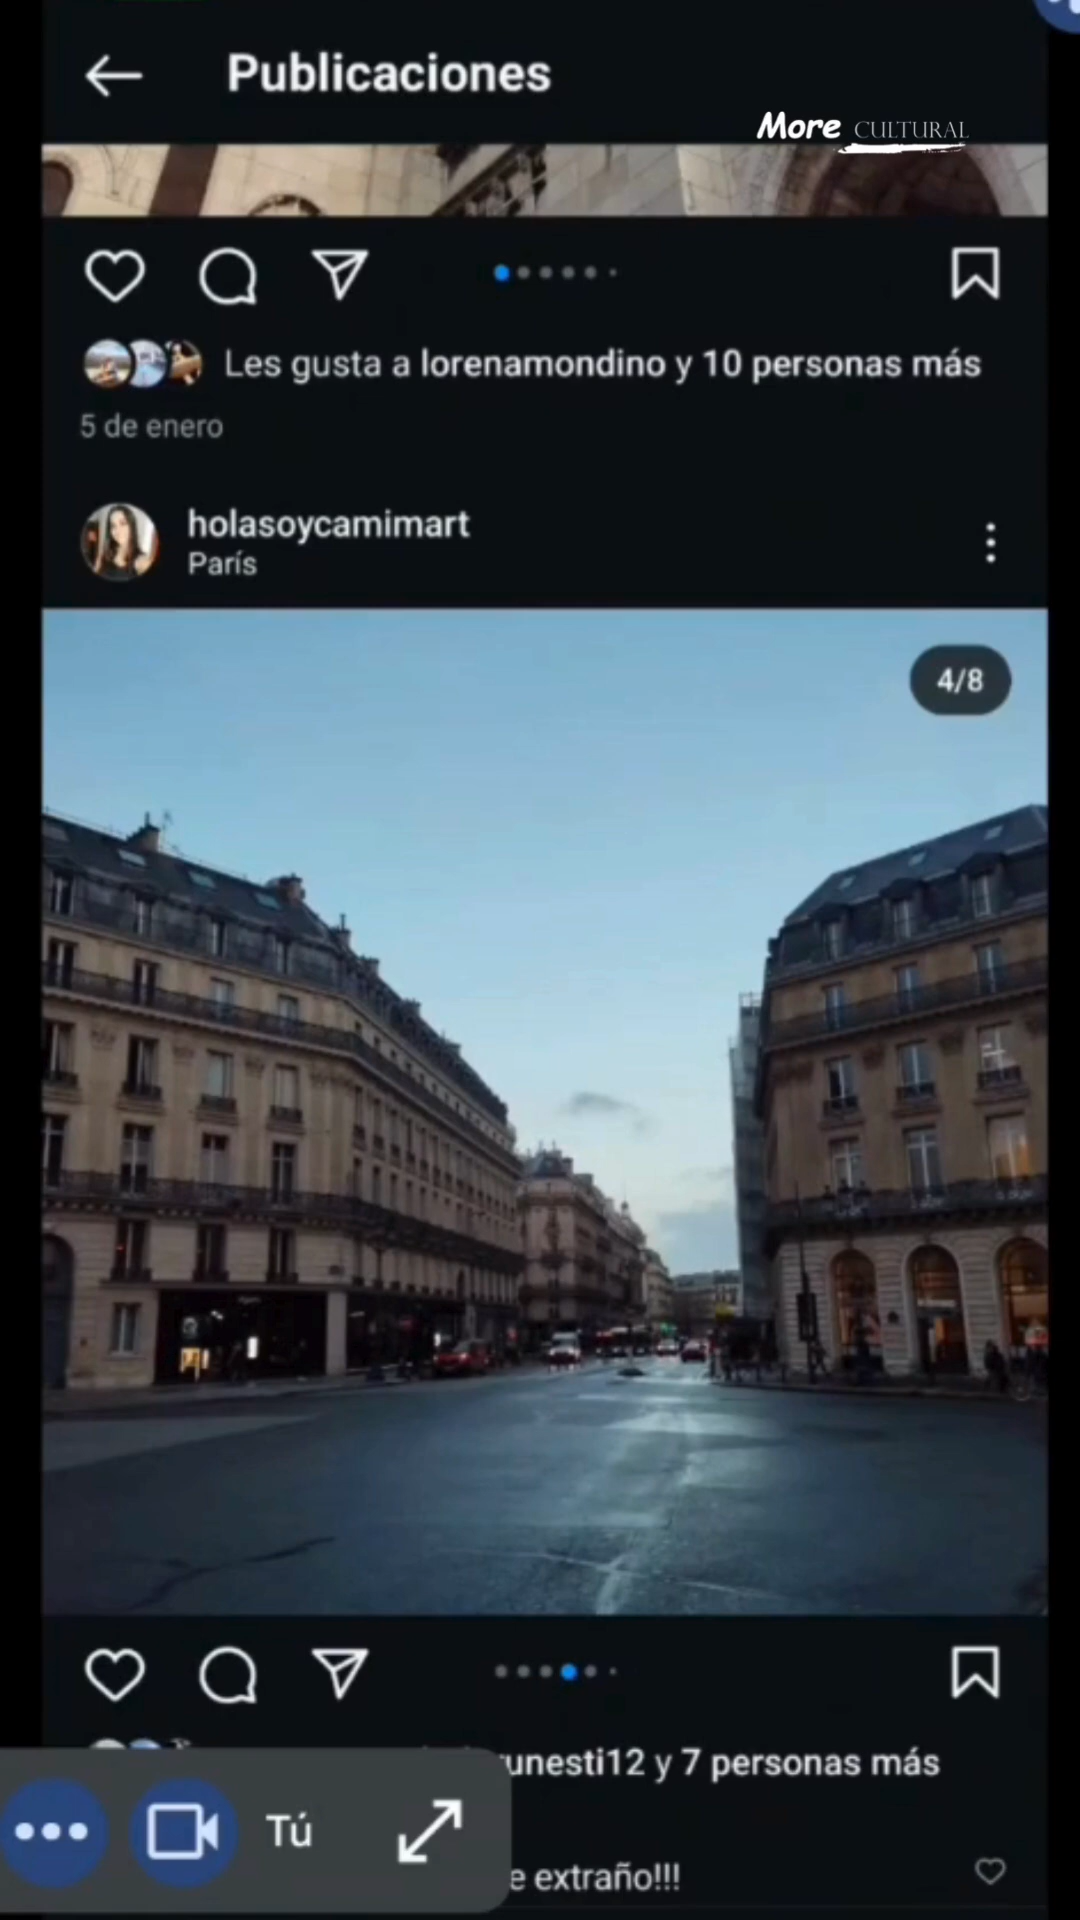 Publicaciones
More CULTURAL
Les gusta a lorenamondino y 10 personas más
5 de enero
holasoycamimart
París
4/8
y 7 personas más
Tú
extraño!!!